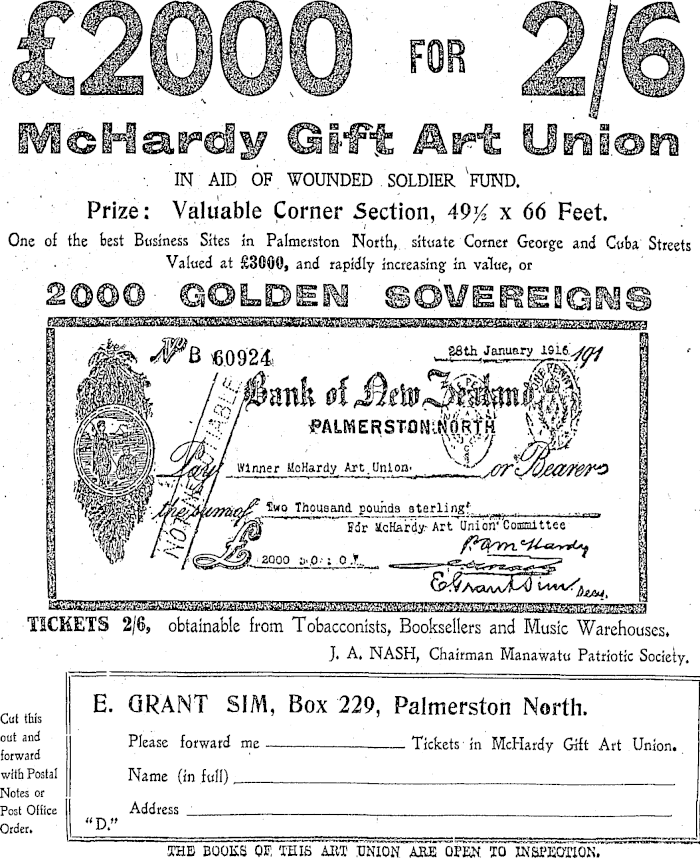 £2000 FOR 2/6
McHardy Gift Art Union
IN AID OF WOUNDED SOLDIER FUND.
Prize: Valuable Corner Section, 49½ x 66 Feet.
One of the best Business Sites in Palmerston North, situate Corner George and Cuba Streets
Valued at £3000, and rapidly increasing in value, or
2000 GOLDEN SOVEREIGNS
No B 60924
28th January 1916 191
Bank of New Zealand
PALMERSTON NORTH
NOT NEGOTIABLE
Pay Winner McHardy Art Union or Bearer
the sum of Two Thousand pounds sterling
For McHardy Art Union Committee
£ 2000
E. Grant Sim. Secy.
TICKETS 2/6, obtainable from Tobacconists, Booksellers and Music Warehouses.
J. A. NASH, Chairman Manawatu Patriotic Society.
Cut this
out and
forward
with Postal
Notes or
Post Office
Order.
E. GRANT SIM, Box 229, Palmerston North.
Please forward me Tickets in McHardy Gift Art Union.
Name (in full)
Address
"D."
THE BOOKS OF THIS ART UNION ARE OPEN TO INSPECTION.